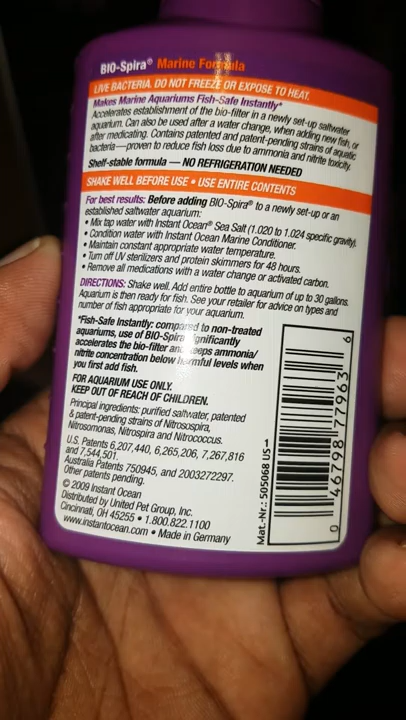 BIO-Spira® Marine Formula
LIVE BACTERIA. DO NOT FREEZE OR EXPOSE TO HEAT.
Makes Marine Aquariums Fish-Safe Instantly*
Accelerates establishment of the bio-filter in a newly set-up saltwater
aquarium. Can also be used after a water change, when adding new fish, or
after medicating. Contains patented and patent-pending strains of aquatic
bacteria—proven to reduce fish loss due to ammonia and nitrite toxicity.
Shelf-stable formula — NO REFRIGERATION NEEDED
SHAKE WELL BEFORE USE • USE ENTIRE CONTENTS
For best results: Before adding BIO-Spira® to a newly set-up or an
established saltwater aquarium:
• Mix tap water with Instant Ocean® Sea Salt (1.020 to 1.024 specific gravity).
• Condition water with Instant Ocean Marine Conditioner.
• Maintain constant appropriate water temperature.
• Turn off UV sterilizers and protein skimmers for 48 hours.
• Remove all medications with a water change or activated carbon.
DIRECTIONS: Shake well. Add entire bottle to aquarium of up to 30 gallons.
Aquarium is then ready for fish. See your retailer for advice on types and
number of fish appropriate for your aquarium.
*Fish-Safe Instantly: compared to non-treated
aquariums, use of BIO-Spira significantly
accelerates the bio-filter and keeps ammonia/
nitrite concentration below harmful levels when
you first add fish.
FOR AQUARIUM USE ONLY.
KEEP OUT OF REACH OF CHILDREN.
Principal ingredients: purified saltwater, patented
& patent-pending strains of Nitrosospira,
Nitrosomonas, Nitrospira and Nitrococcus.
U.S. Patents 6,207,440, 6,265,206, 7,267,816
and 7,544,501.
Australia Patents 750945, and 2003272297.
Other patents pending.
© 2009 Instant Ocean
Distributed by United Pet Group, Inc.
Cincinnati, OH 45255 • 1.800.822.1100
www.instantocean.com • Made in Germany
Mat.-Nr.: 505068 US-1
0 46798 77963 6